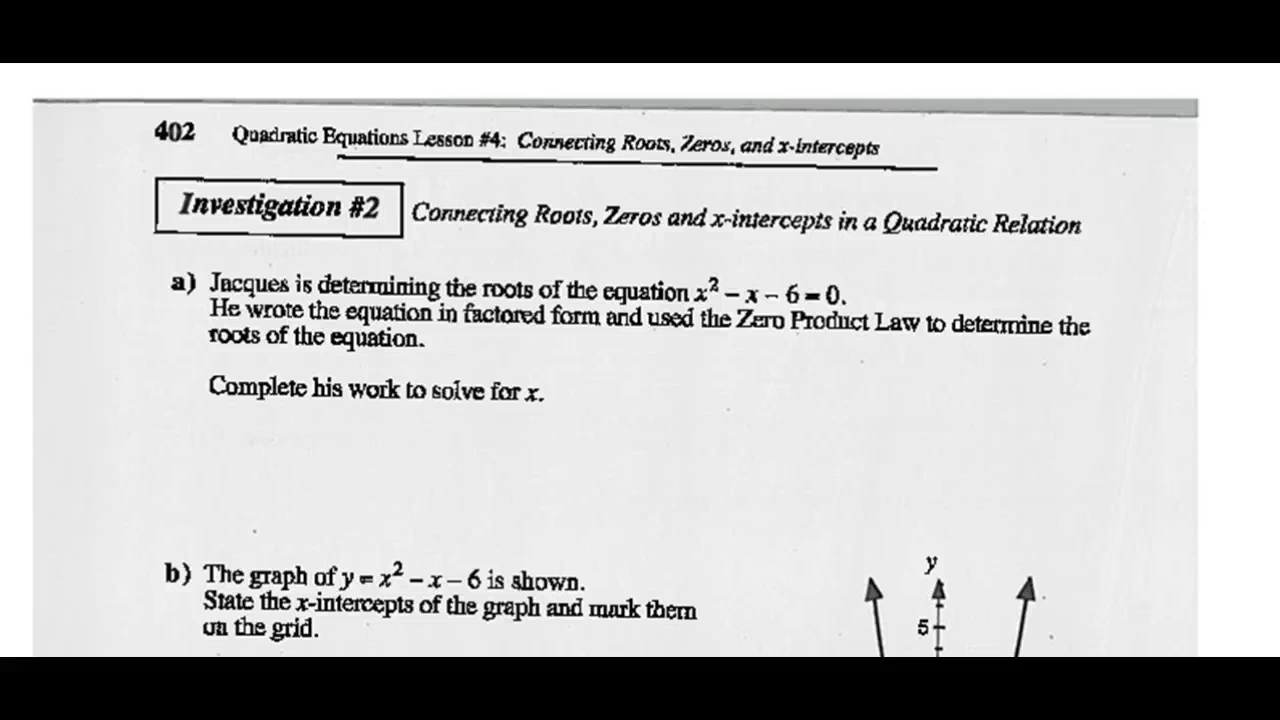 402 Quadratic Equations Lesson #4: Connecting Roots, Zeros, and x-intercepts
Investigation #2 Connecting Roots, Zeros and x-intercepts in a Quadratic Relation
a) Jacques is determining the roots of the equation x² – x – 6 = 0.
He wrote the equation in factored form and used the Zero Product Law to determine the
roots of the equation.
Complete his work to solve for x.
b) The graph of y = x² – x – 6 is shown.
State the x-intercepts of the graph and mark them
on the grid.
y
5